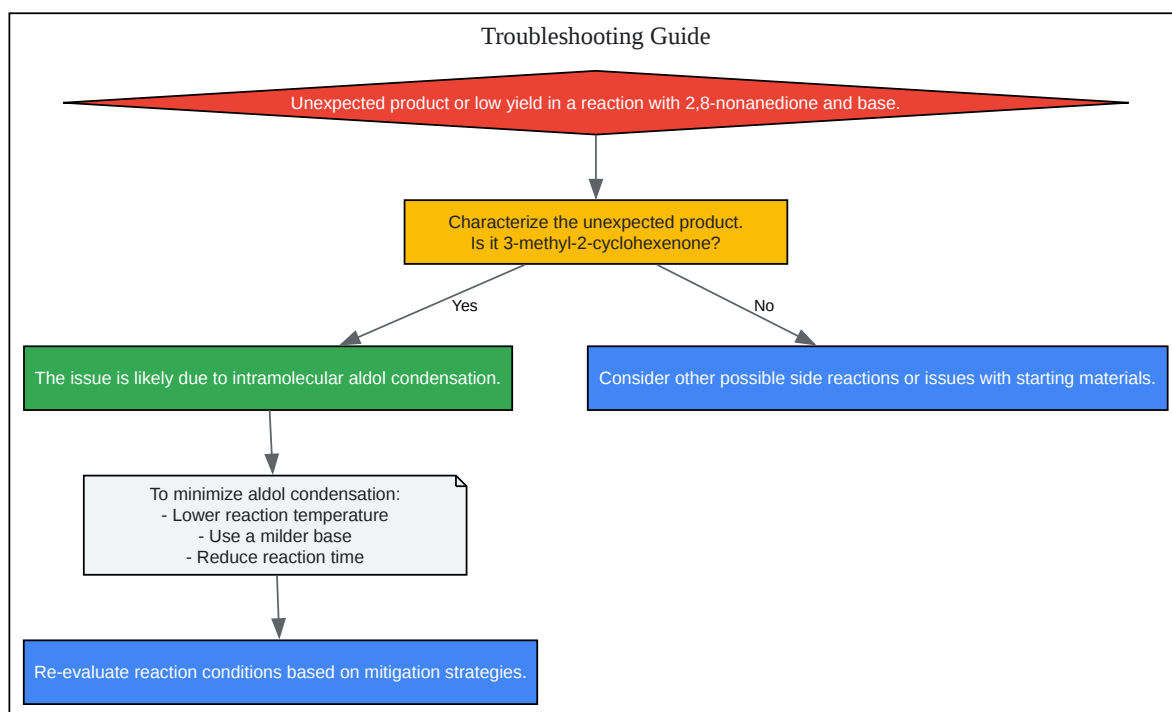 Troubleshooting Guide
Unexpected product or low yield in a reaction with 2,8-nonanedione and base.
Characterize the unexpected product.
Is it 3-methyl-2-cyclohexenone?
Yes
No
The issue is likely due to intramolecular aldol condensation.
Consider other possible side reactions or issues with starting materials.
To minimize aldol condensation:
- Lower reaction temperature
- Use a milder base
- Reduce reaction time
Re-evaluate reaction conditions based on mitigation strategies.